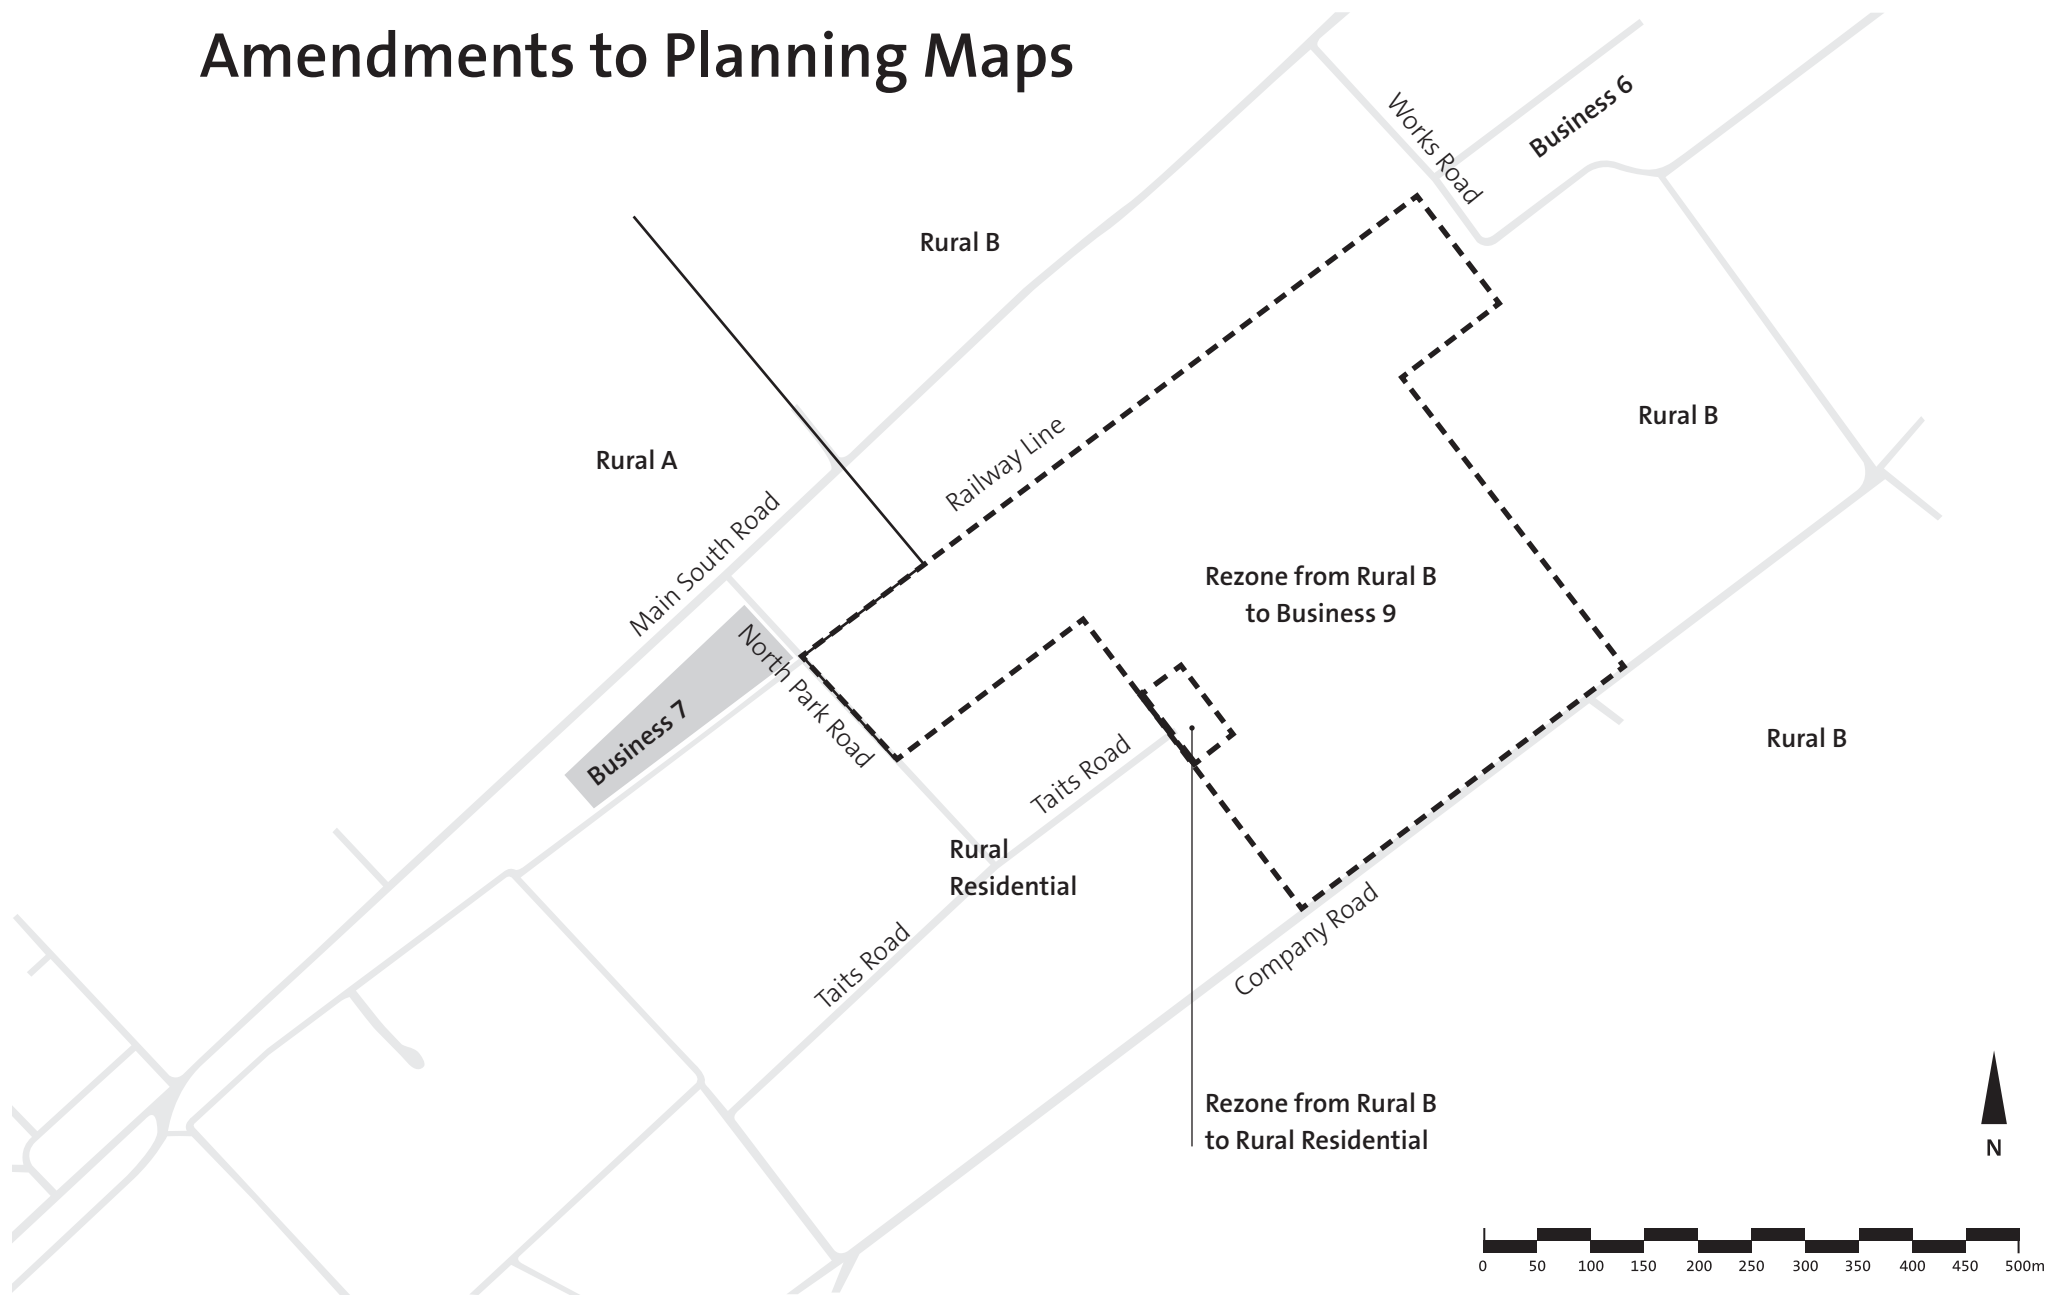 Amendments to Planning Maps
Works Road
Business 6
Rural B
Rural B
Railway Line
Rural A
Main South Road
Rezone from Rural B
to Business 9
North Park Road
Business 7
Taits Road
Rural B
Rural
Residential
Taits Road
Company Road
Rezone from Rural B
to Rural Residential
N
0 50 100 150 200 250 300 350 400 450 500m